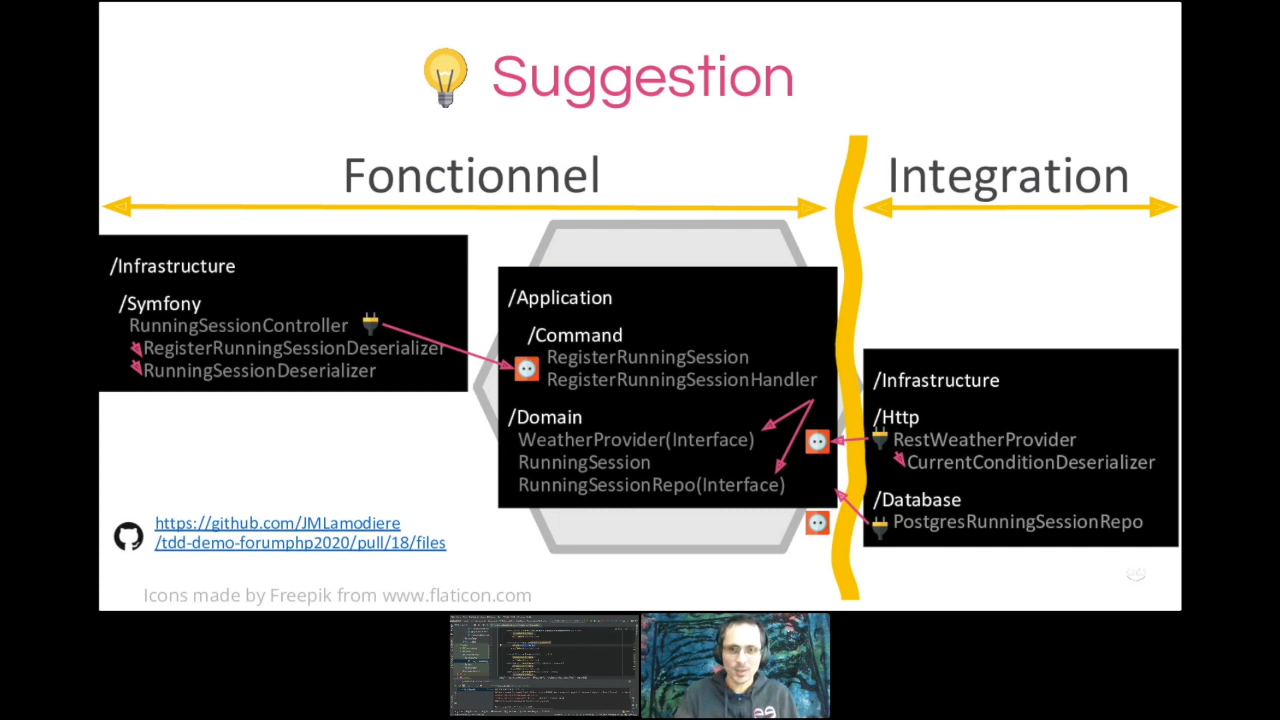 Suggestion
Fonctionnel
Integration
/Infrastructure
/Symfony
RunningSessionController
RegisterRunningSessionDeserializer
RunningSessionDeserializer
/Application
/Command
RegisterRunningSession
RegisterRunningSessionHandler
/Domain
WeatherProvider(Interface)
RunningSession
RunningSessionRepo(Interface)
/Infrastructure
/Http
RestWeatherProvider
CurrentConditionDeserializer
/Database
PostgresRunningSessionRepo
https://github.com/JMLamodiere
/tdd-demo-forumphp2020/pull/18/files
Icons made by Freepik from www.flaticon.com